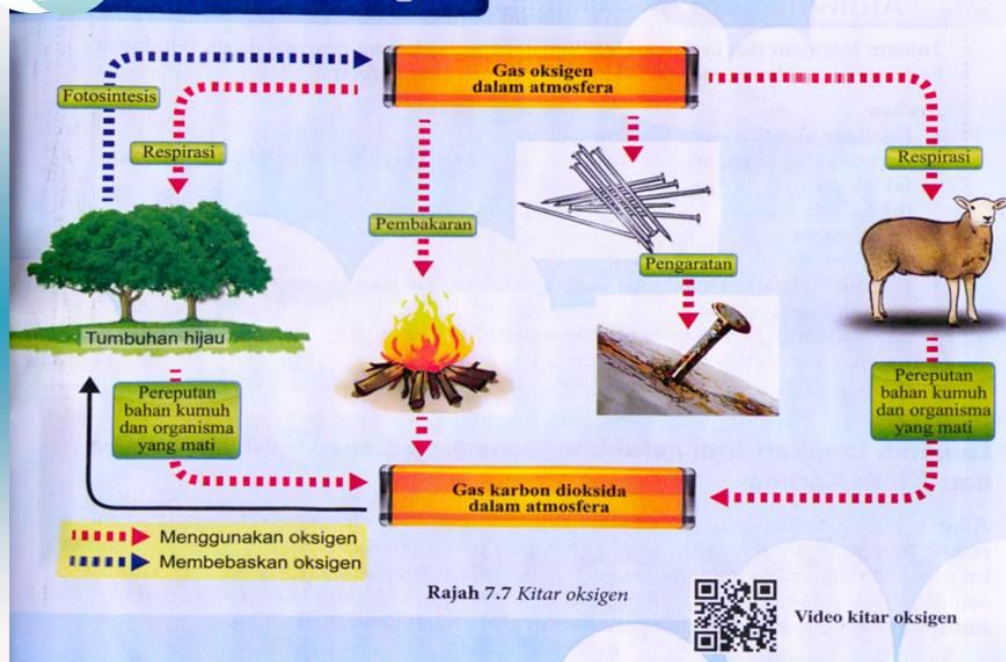 Gas oksigen
dalam atmosfera
Fotosintesis
Respirasi
Respirasi
Pembakaran
Pengaratan
Tumbuhan hijau
Pereputan
bahan kumuh
dan organisma
yang mati
Pereputan
bahan kumuh
dan organisma
yang mati
Gas karbon dioksida
dalam atmosfera
Menggunakan oksigen
Membebaskan oksigen
Rajah 7.7 Kitar oksigen
Video kitar oksigen